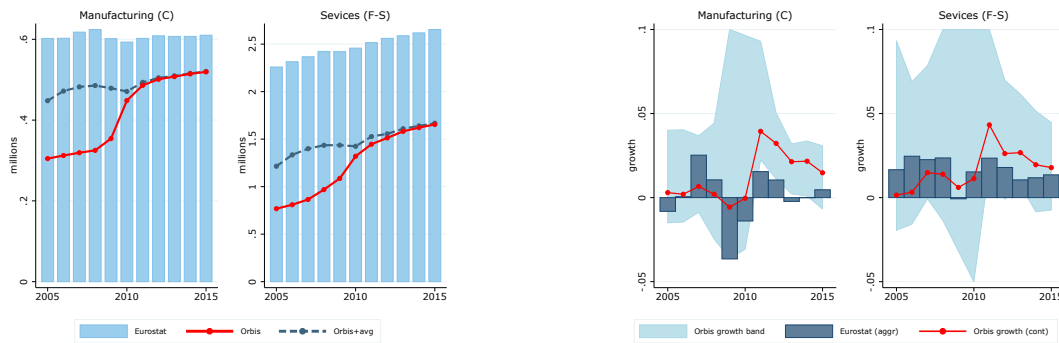 Manufacturing (C)
Sevices (F-S)
millions
0
.2
.4
.6
2005
2010
2015
millions
0
.5
1
1.5
2
2.5
2005
2010
2015
Eurostat
Orbis
Orbis+avg
Manufacturing (C)
Sevices (F-S)
growth
-.05
0
.05
.1
2005
2010
2015
growth
-.05
0
.05
.1
2005
2010
2015
Orbis growth band
Eurostat (aggr)
Orbis growth (cont)